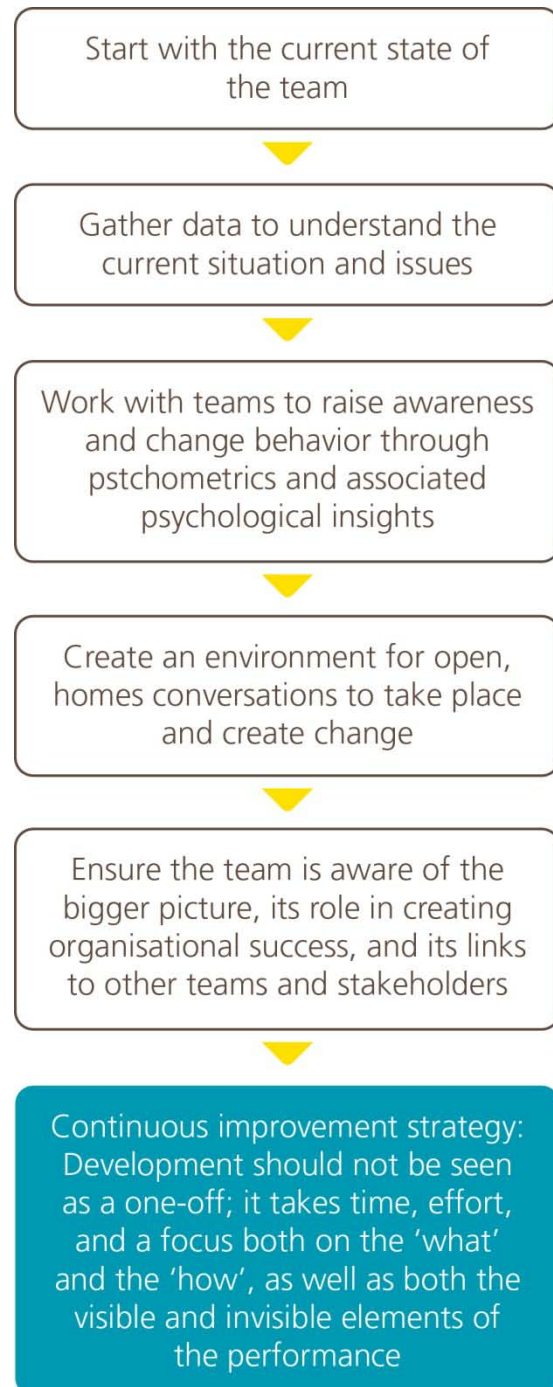 Start with the current state of
the team
Gather data to understand the
current situation and issues
Work with teams to raise awareness
and change behavior through
pstchometrics and associated
psychological insights
Create an environment for open,
homes conversations to take place
and create change
Ensure the team is aware of the
bigger picture, its role in creating
organisational success, and its links
to other teams and stakeholders
Continuous improvement strategy:
Development should not be seen
as a one-off; it takes time, effort,
and a focus both on the ‘what’
and the ‘how’, as well as both the
visible and invisible elements of
the performance